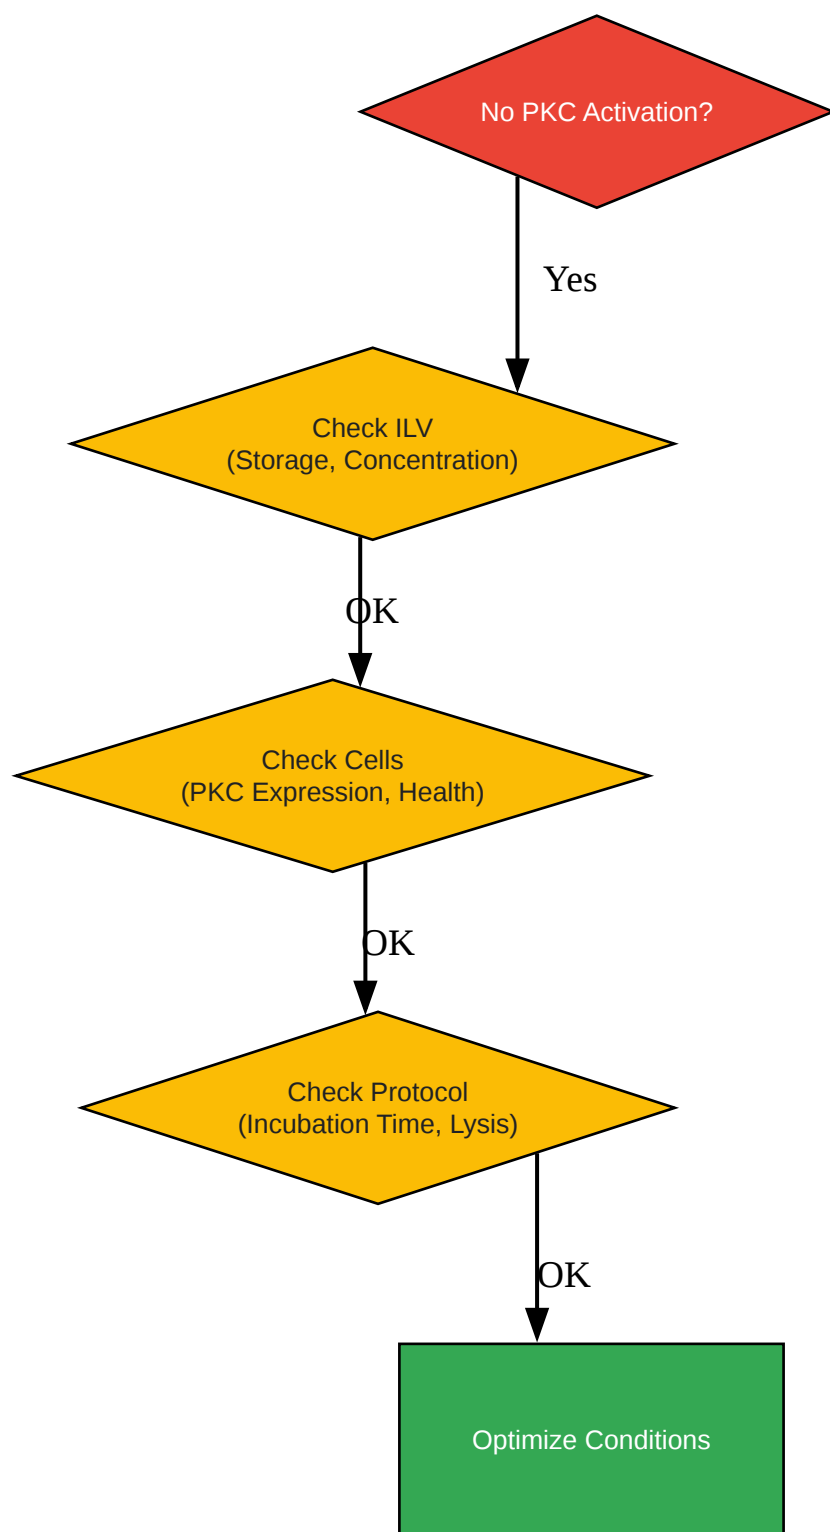 No PKC Activation?
Yes
Check ILV
(Storage, Concentration)
OK
Check Cells
(PKC Expression, Health)
OK
Check Protocol
(Incubation Time, Lysis)
OK
Optimize Conditions